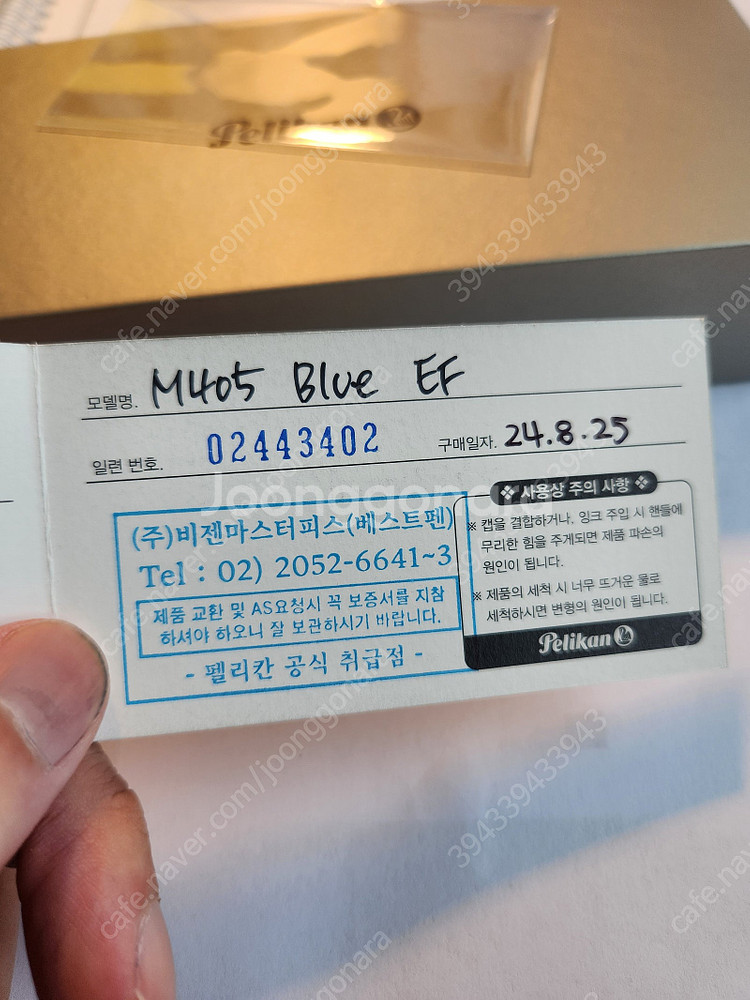 Pelikan
모델명. M405 Blue EF
일련 번호. 02443402 구매일자. 24.8.25
(주)비젠마스터피스(베스트펜)
Tel : 02) 2052-6641~3
제품 교환 및 AS요청시 꼭 보증서를 지참
하셔야 하오니 잘 보관하시기 바랍니다.
- 펠리칸 공식 취급점 -
❖ 사용상 주의 사항 ❖
※ 캡을 결합하거나, 잉크 주입 시 핸들에
무리한 힘을 주게되면 제품 파손의
원인이 됩니다.
※ 제품의 세척 시 너무 뜨거운 물로
세척하시면 변형의 원인이 됩니다.
Pelikan
Joonggonara
cafe.naver.com/joonggonara
394339433943
394339433943
cafe.naver.com/joonggonara